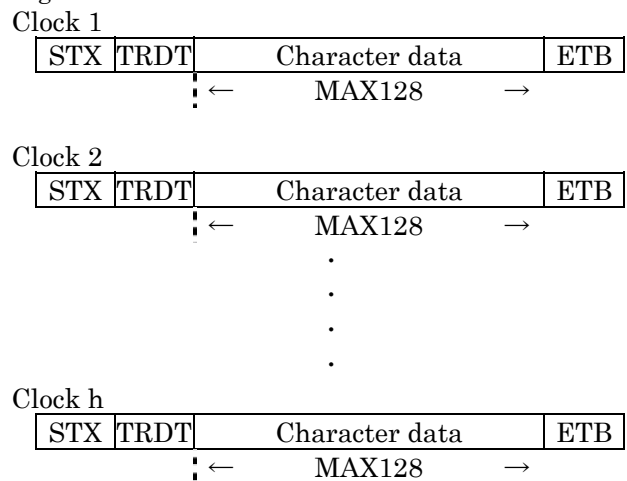 Clock 1
STX TRDT Character data ETB
← MAX128 →
Clock 2
STX TRDT Character data ETB
← MAX128 →
.
.
.
.
Clock h
STX TRDT Character data ETB
← MAX128 →